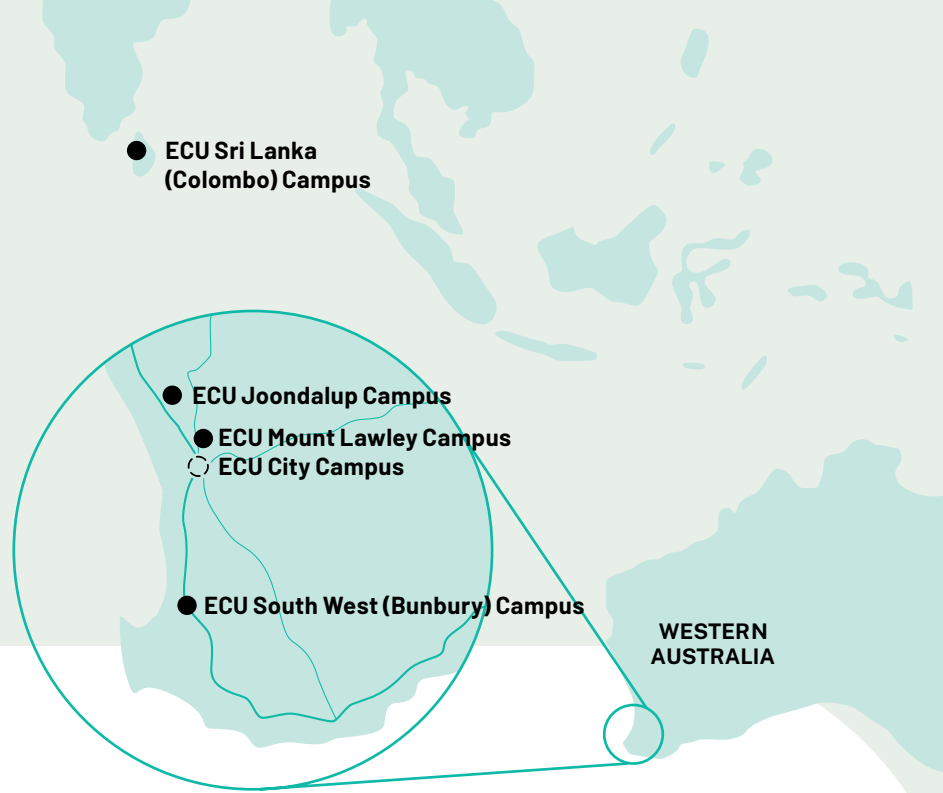 ECU Sri Lanka
(Colombo) Campus
ECU Joondalup Campus
ECU Mount Lawley Campus
ECU City Campus
ECU South West (Bunbury) Campus
WESTERN
AUSTRALIA